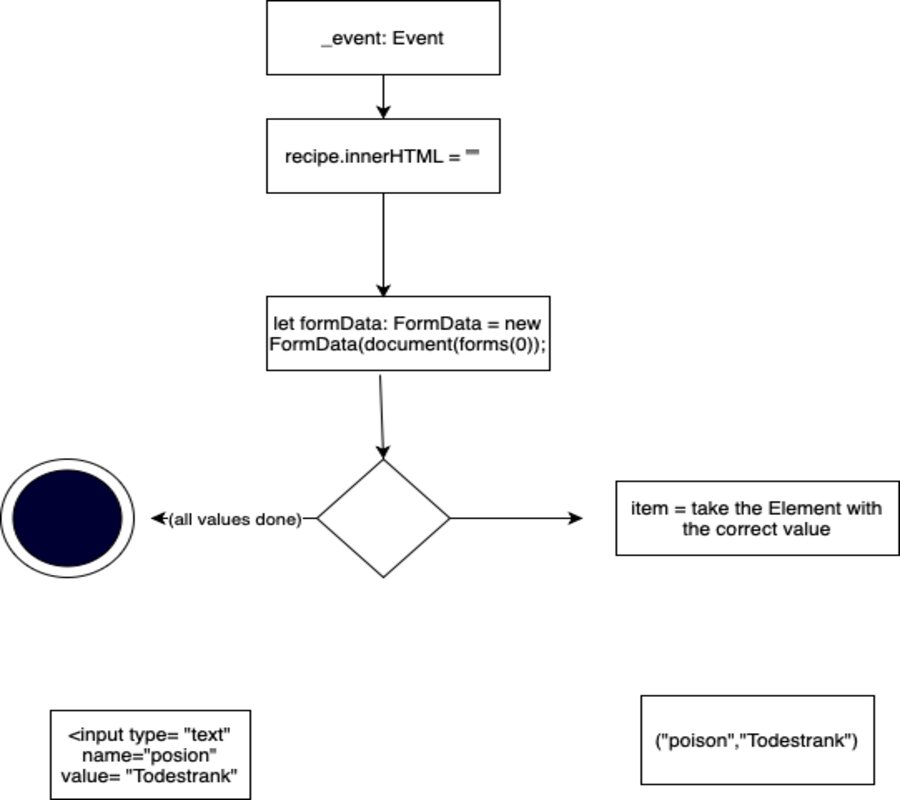 _event: Event
recipe.innerHTML = ""
let formData: FormData = new
FormData(document(forms(0));
(all values done)
item = take the Element with
the correct value
<input type= "text"
name="posion"
value= "Todestrank"
("poison","Todestrank")